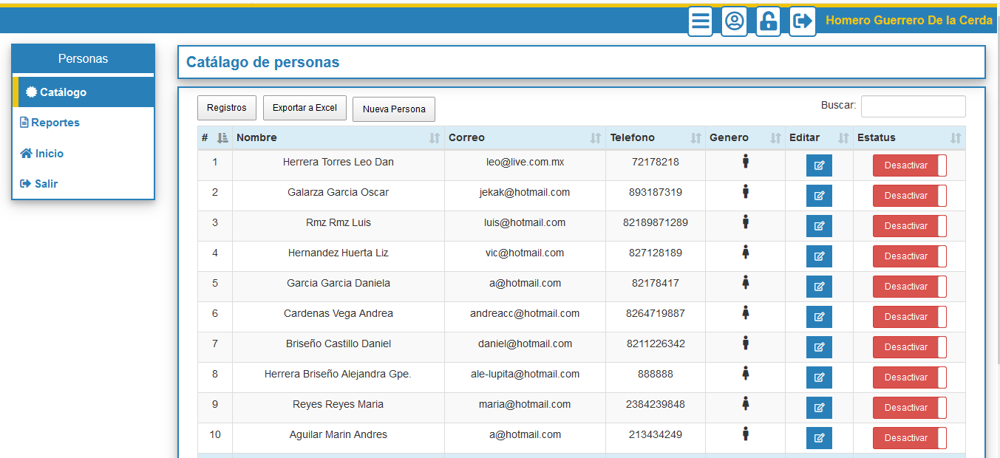 Homero Guerrero De la Cerda
Personas
Catálogo
Reportes
Inicio
Salir
Catálago de personas
Registros Exportar a Excel Nueva Persona Buscar:
# Nombre Correo Telefono Genero Editar Estatus
1 Herrera Torres Leo Dan leo@live.com.mx 72178218 Desactivar
2 Galarza Garcia Oscar jekak@hotmail.com 893187319 Desactivar
3 Rmz Rmz Luis luis@hotmail.com 82189871289 Desactivar
4 Hernandez Huerta Liz vic@hotmail.com 827128189 Desactivar
5 Garcia Garcia Daniela a@hotmail.com 82178417 Desactivar
6 Cardenas Vega Andrea andreacc@hotmail.com 8264719887 Desactivar
7 Briseño Castillo Daniel daniel@hotmail.com 8211226342 Desactivar
8 Herrera Briseño Alejandra Gpe. ale-lupita@hotmail.com 888888 Desactivar
9 Reyes Reyes Maria maria@hotmail.com 2384239848 Desactivar
10 Aguilar Marin Andres a@hotmail.com 213434249 Desactivar